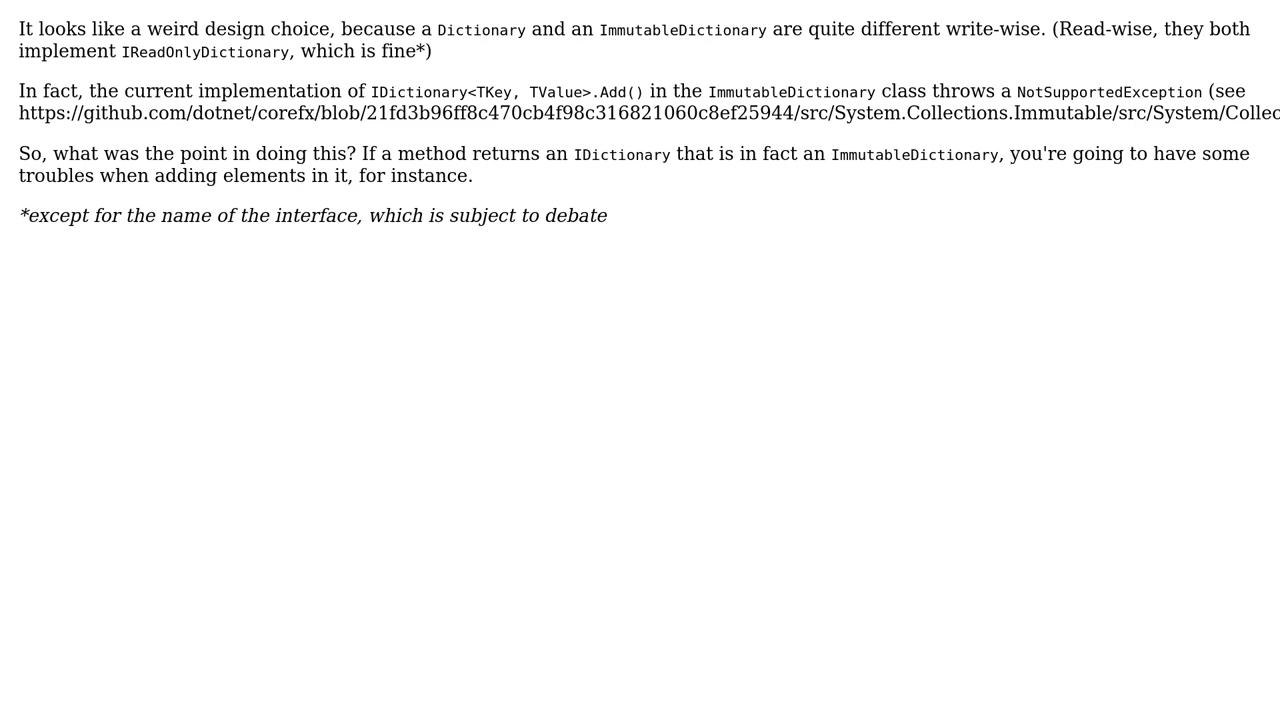 It looks like a weird design choice, because a Dictionary and an ImmutableDictionary are quite different write-wise. (Read-wise, they both
implement IReadOnlyDictionary, which is fine*)
In fact, the current implementation of IDictionary<TKey, TValue>.Add() in the ImmutableDictionary class throws a NotSupportedException (see
https://github.com/dotnet/corefx/blob/21fd3b96ff8c470cb4f98c316821060c8ef25944/src/System.Collections.Immutable/src/System/Collec
So, what was the point in doing this? If a method returns an IDictionary that is in fact an ImmutableDictionary, you're going to have some
troubles when adding elements in it, for instance.
*except for the name of the interface, which is subject to debate